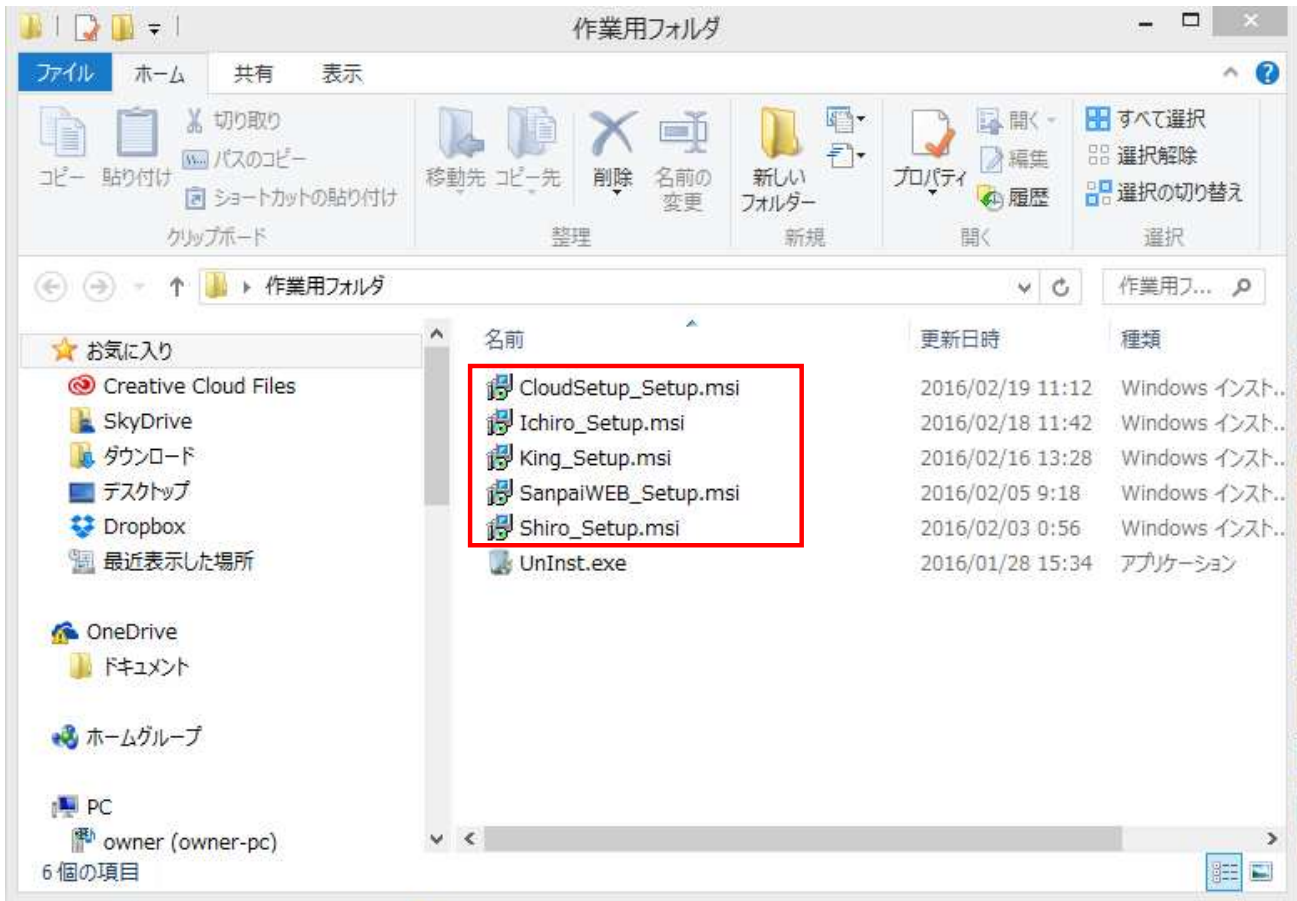 作業用フォルダ
ファイル ホーム 共有 表示
コピー
貼り付け
切り取り
パスのコピー
ショートカットの貼り付け
クリップボード
移動先
コピー先
削除
名前の
変更
整理
新しい
フォルダー
新規
プロパティ
開く
編集
履歴
開く
すべて選択
選択解除
選択の切り替え
選択
作業用フォルダ
作業用フ...
お気に入り
Creative Cloud Files
SkyDrive
ダウンロード
デスクトップ
Dropbox
最近表示した場所
OneDrive
ドキュメント
ホームグループ
PC
owner (owner-pc)
名前 更新日時 種類
CloudSetup_Setup.msi 2016/02/19 11:12 Windows インスト...
Ichiro_Setup.msi 2016/02/18 11:42 Windows インスト...
King_Setup.msi 2016/02/16 13:28 Windows インスト...
SanpaiWEB_Setup.msi 2016/02/05 9:18 Windows インスト...
Shiro_Setup.msi 2016/02/03 0:56 Windows インスト...
UnInst.exe 2016/01/28 15:34 アプリケーション
6 個の項目